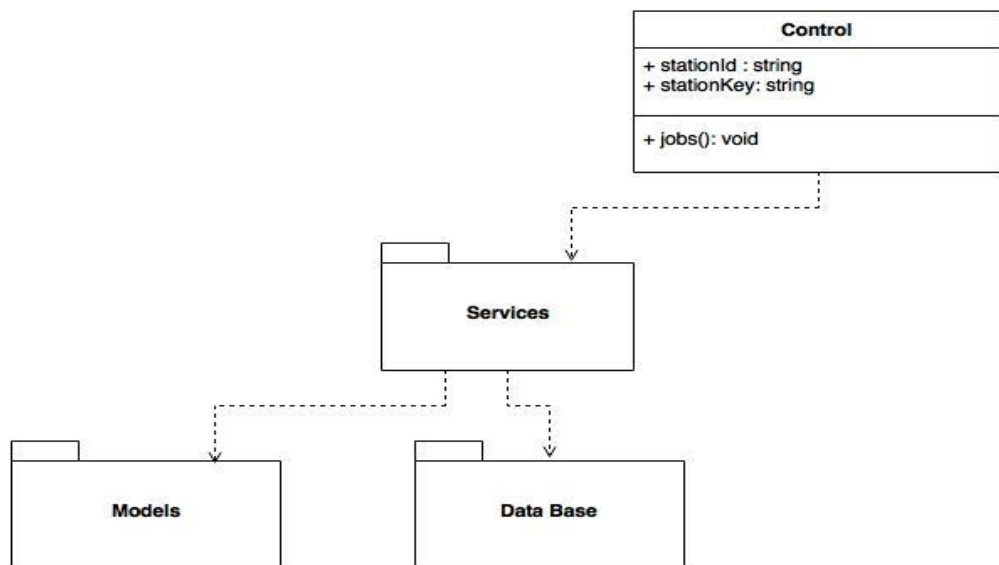 Control
+ stationId : string
+ stationKey: string
+ jobs(): void
Services
Models
Data Base